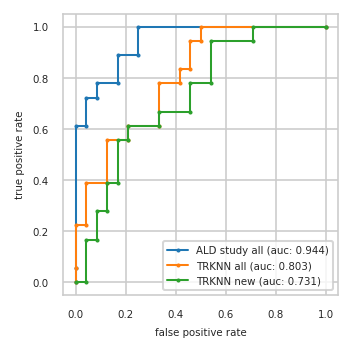 1.0
0.8
0.6
0.4
0.2
0.0
true positive rate
ALD study all (auc: 0.944)
TRKNN all (auc: 0.803)
TRKNN new (auc: 0.731)
0.0 0.2 0.4 0.6 0.8 1.0
false positive rate